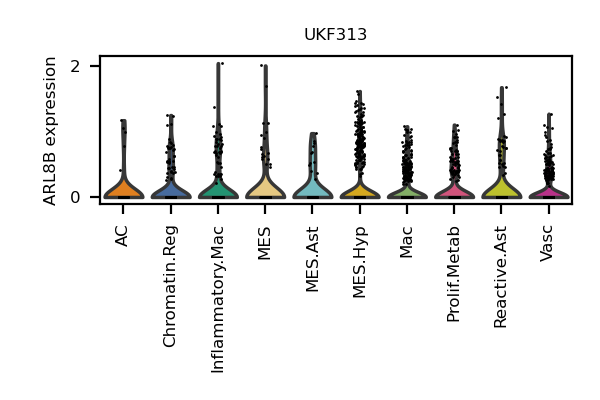 UKF313
ARL8B expression
2
0
AC
Chromatin.Reg
Inflammatory.Mac
MES
MES.Ast
MES.Hyp
Mac
Prolif.Metab
Reactive.Ast
Vasc